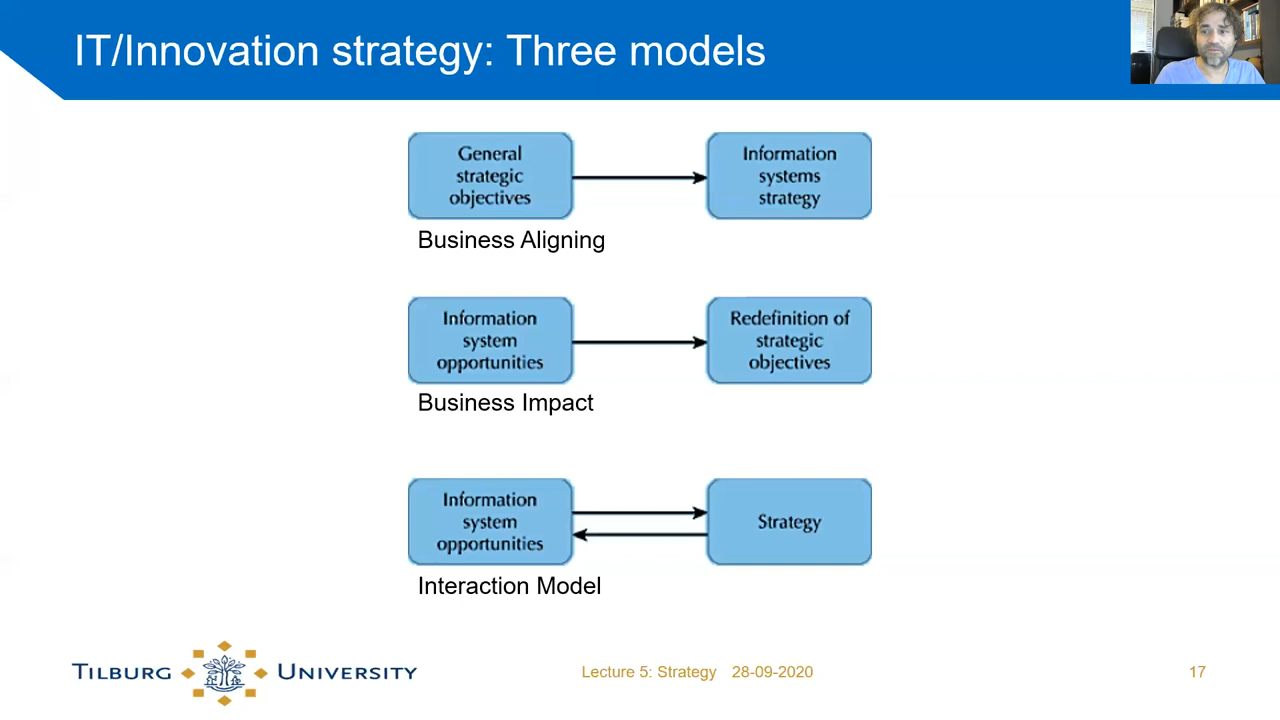 IT/Innovation strategy: Three models
General
strategic
objectives
Information
systems
strategy
Business Aligning
Information
system
opportunities
Redefinition of
strategic
objectives
Business Impact
Information
system
opportunities
Strategy
Interaction Model
TILBURG UNIVERSITY
Lecture 5: Strategy 28-09-2020
17